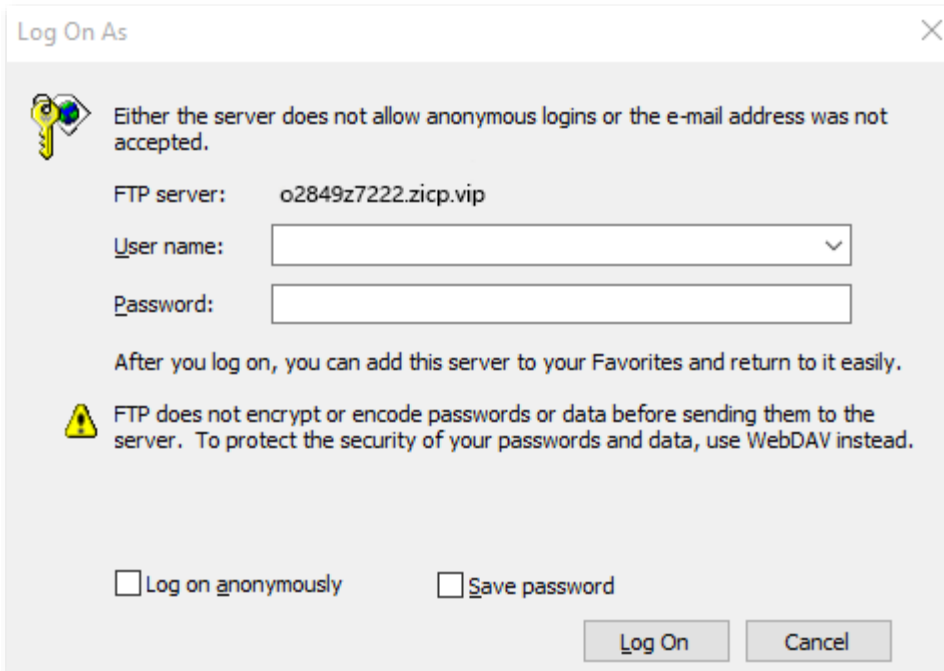 Log On As
Either the server does not allow anonymous logins or the e-mail address was not
accepted.
FTP server: o2849z7222.zicp.vip
User name:
Password:
After you log on, you can add this server to your Favorites and return to it easily.
FTP does not encrypt or encode passwords or data before sending them to the
server. To protect the security of your passwords and data, use WebDAV instead.
Log on anonymously Save password
Log On Cancel